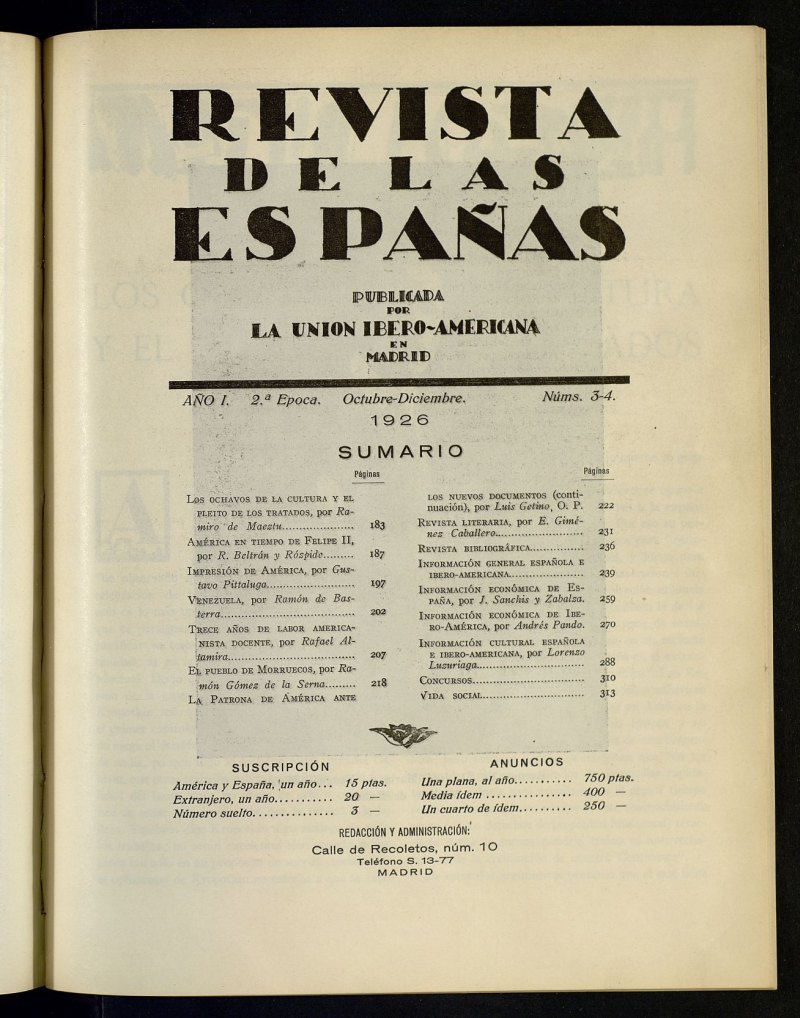 REVISTA
DE LAS
ESPAÑAS
PUBLICADA
POR
LA UNION IBERO-AMERICANA
EN
MADRID
AÑO I. 2.ª Epoca. Octubre-Diciembre. Núms. 3-4.
1926
SUMARIO
Páginas
Los ochavos de la cultura y el
pleito de los tratados, por Ra-
miro de Maeztu..................... 183
América en tiempo de Felipe II,
por R. Beltrán y Rózpide......... 187
Impresión de América, por Gus-
tavo Pittaluga......................... 197
Venezuela, por Ramón de Bas-
terra...................................... 202
Trece años de labor america-
nista docente, por Rafael Al-
tamira.................................... 207
El pueblo de Morruecos, por Ra-
món Gómez de la Serna......... 218
La Patrona de América ante
Páginas
los nuevos documentos (conti-
nuación), por Luis Getino, O. P. 222
Revista literaria, por E. Gimé-
nez Caballero......................... 231
Revista bibliográfica............... 236
Información general española e
ibero-americana..................... 239
Información económica de Es-
paña, por J. Sanchis y Zabalza. 259
Información económica de Ibe-
ro-América, por Andrés Pando. 270
Información cultural española
e ibero-americana, por Lorenzo
Luzuriaga.............................. 288
Concursos................................ 310
Vida social.............................. 313
SUSCRIPCIÓN
América y España, un año... 15 ptas.
Extranjero, un año........... 20 —
Número suelto............... 3 —
ANUNCIOS
Una plana, al año........... 750 ptas.
Media ídem ................ 400 —
Un cuarto de ídem.......... 250 —
REDACCIÓN Y ADMINISTRACIÓN:
Calle de Recoletos, núm. 10
Teléfono S. 13-77
MADRID